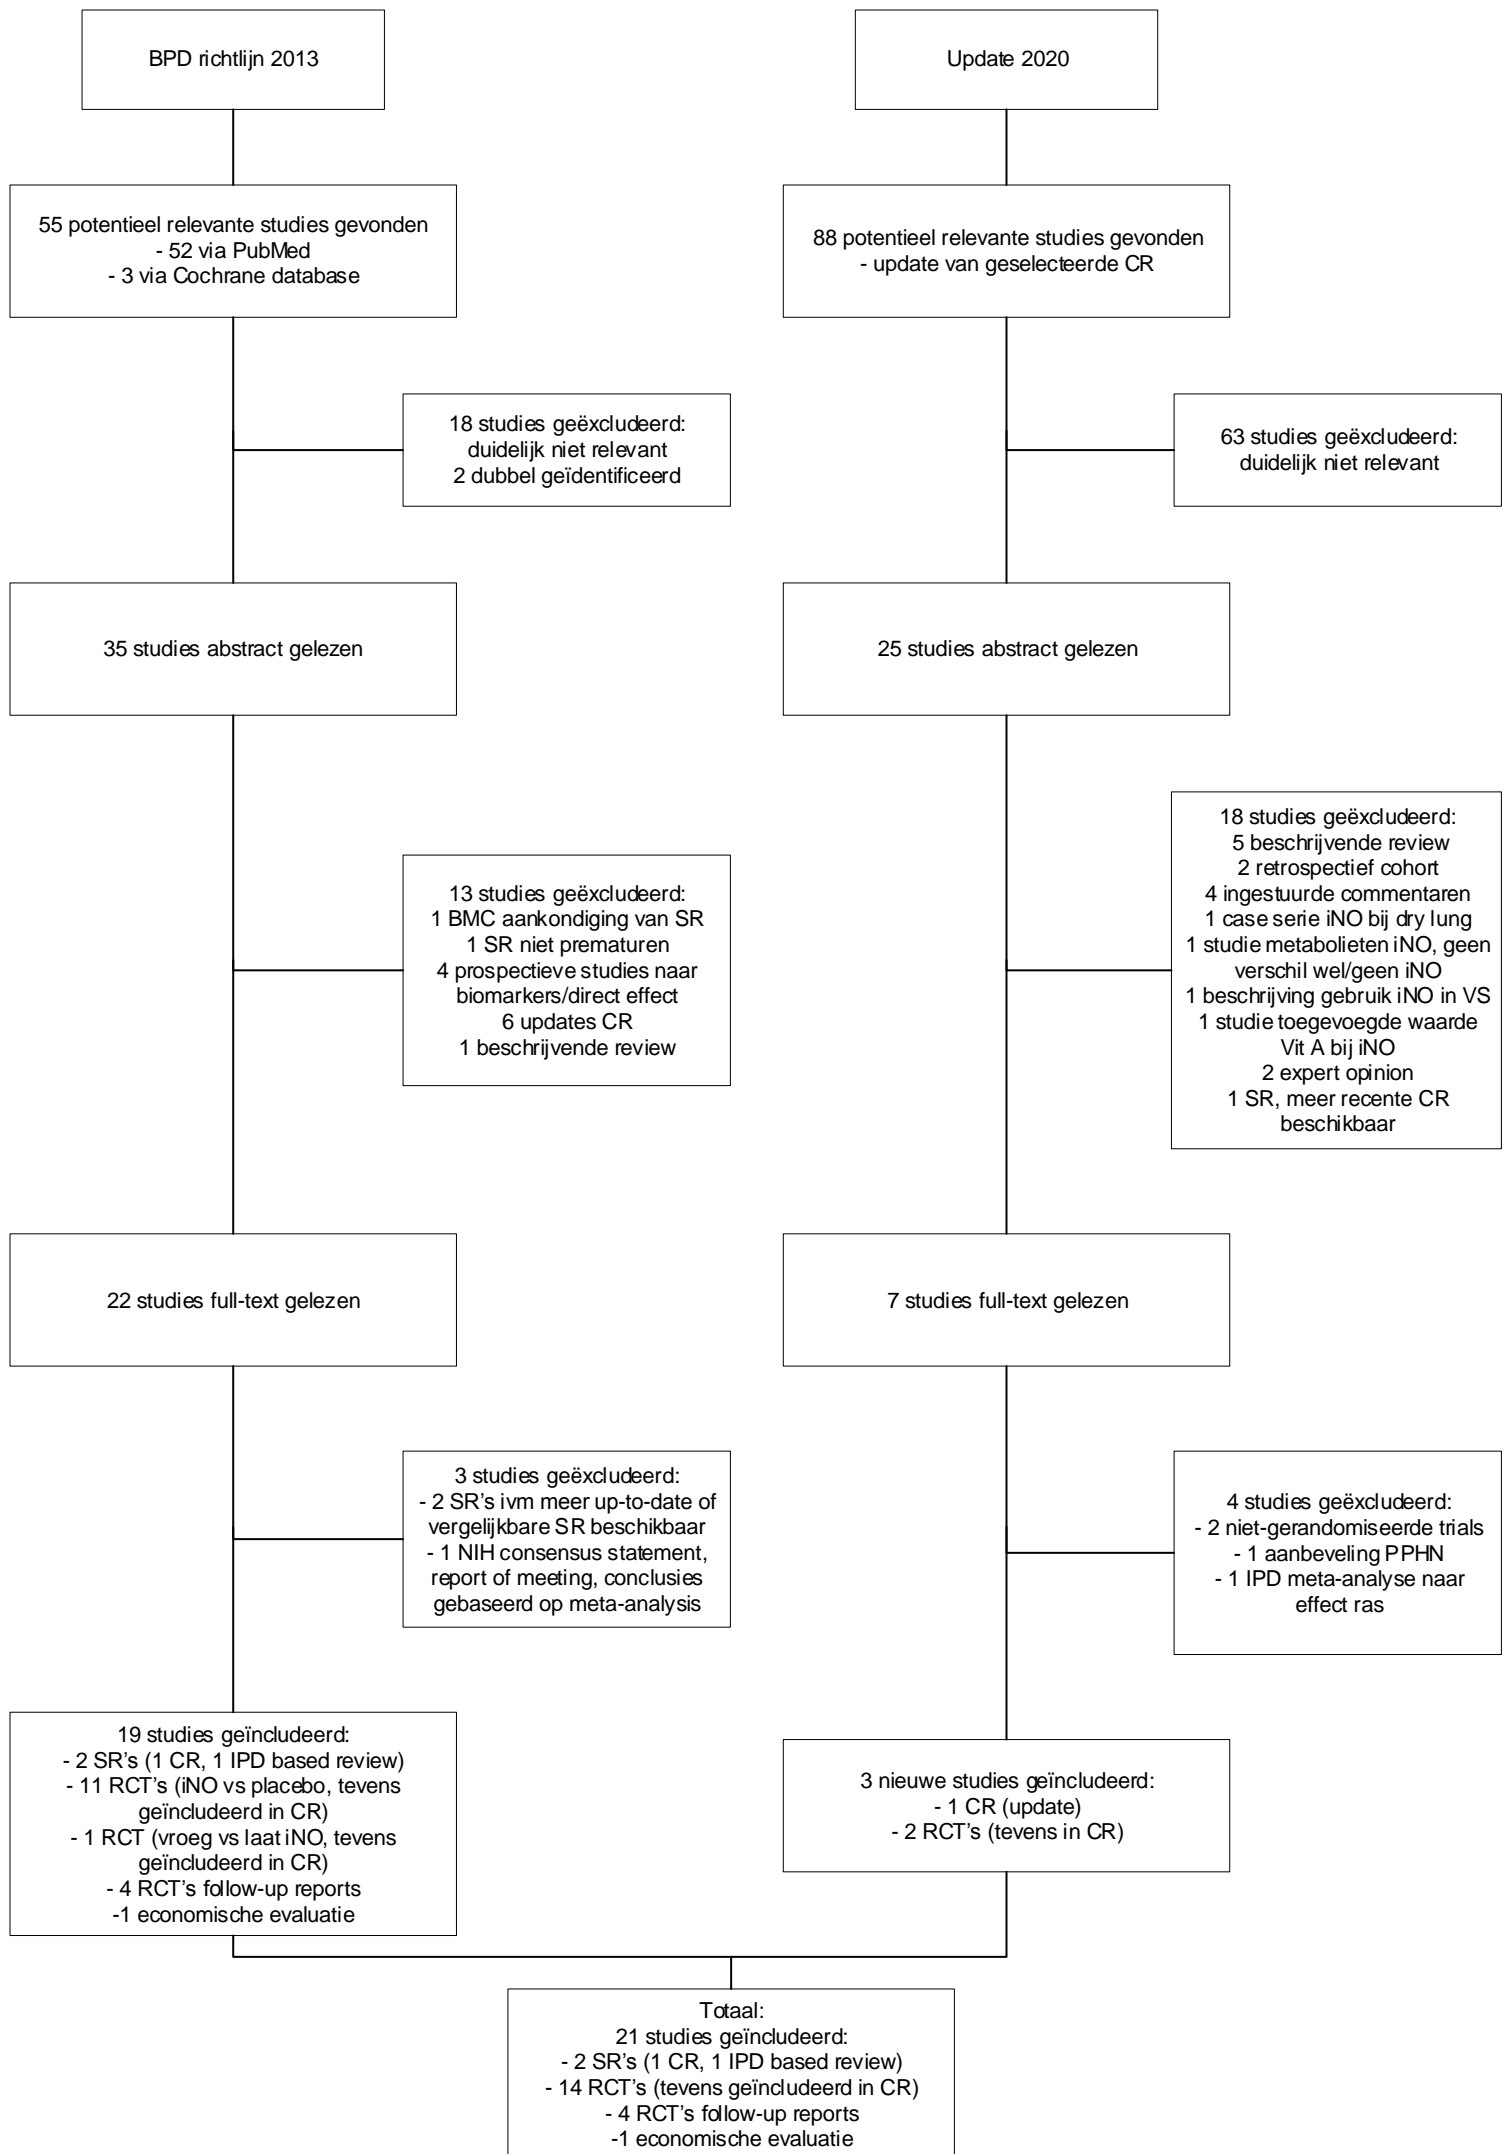 BPD richtlijn 2013
55 potentieel relevante studies gevonden
- 52 via PubMed
- 3 via Cochrane database
18 studies geëxcludeerd:
duidelijk niet relevant
2 dubbel geïdentificeerd
35 studies abstract gelezen
13 studies geëxcludeerd:
1 BMC aankondiging van SR
1 SR niet prematuren
4 prospectieve studies naar
biomarkers/direct effect
6 updates CR
1 beschrijvende review
22 studies full-text gelezen
3 studies geëxcludeerd:
- 2 SR's ivm meer up-to-date of
vergelijkbare SR beschikbaar
- 1 NIH consensus statement,
report of meeting, conclusies
gebaseerd op meta-analysis
19 studies geïncludeerd:
- 2 SR's (1 CR, 1 IPD based review)
- 11 RCT's (iNO vs placebo, tevens
geïncludeerd in CR)
- 1 RCT (vroeg vs laat iNO, tevens
geïncludeerd in CR)
- 4 RCT's follow-up reports
-1 economische evaluatie
Update 2020
88 potentieel relevante studies gevonden
- update van geselecteerde CR
63 studies geëxcludeerd:
duidelijk niet relevant
25 studies abstract gelezen
18 studies geëxcludeerd:
5 beschrijvende review
2 retrospectief cohort
4 ingestuurde commentaren
1 case serie iNO bij dry lung
1 studie metabolieten iNO, geen
verschil wel/geen iNO
1 beschrijving gebruik iNO in VS
1 studie toegevoegde waarde
Vit A bij iNO
2 expert opinion
1 SR, meer recente CR
beschikbaar
7 studies full-text gelezen
4 studies geëxcludeerd:
- 2 niet-gerandomiseerde trials
- 1 aanbeveling PPHN
- 1 IPD meta-analyse naar
effect ras
3 nieuwe studies geïncludeerd:
- 1 CR (update)
- 2 RCT's (tevens in CR)
Totaal:
21 studies geïncludeerd:
- 2 SR's (1 CR, 1 IPD based review)
- 14 RCT's (tevens geïncludeerd in CR)
- 4 RCT's follow-up reports
-1 economische evaluatie